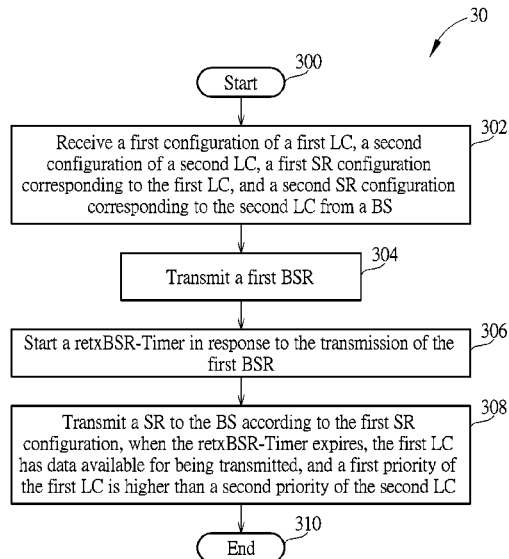 30
300
Start
302
Receive a first configuration of a first LC, a second
configuration of a second LC, a first SR configuration
corresponding to the first LC, and a second SR configuration
corresponding to the second LC from a BS
304
Transmit a first BSR
306
Start a retxBSR-Timer in response to the transmission of the
first BSR
308
Transmit a SR to the BS according to the first SR
configuration, when the retxBSR-Timer expires, the first LC
has data available for being transmitted, and a first priority of
the first LC is higher than a second priority of the second LC
310
End